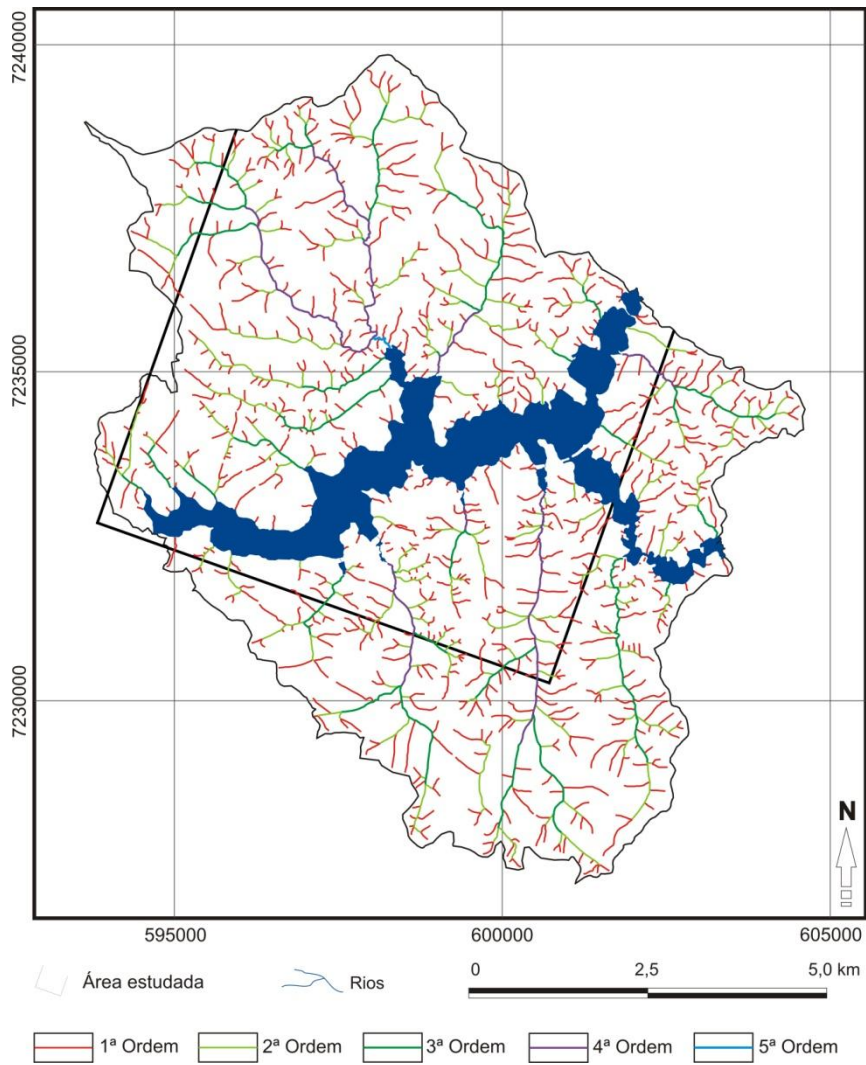 7240000
7235000
7230000
N
595000
600000
605000
Área estudada
Rios
0
2,5
5,0 km
1ª Ordem
2ª Ordem
3ª Ordem
4ª Ordem
5ª Ordem